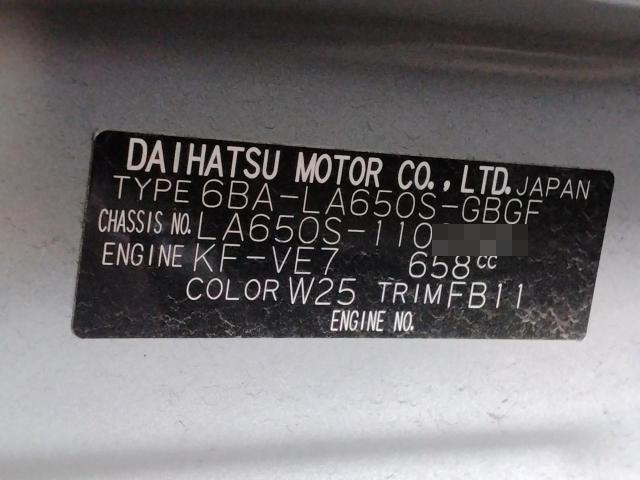 DAIHATSU MOTOR CO., LTD. JAPAN
TYPE 6BA-LA650S-GBGF
CHASSIS NO. LA650S-110
ENGINE KF-VE7 658cc
COLOR W25 TRIM FB11
ENGINE NO.